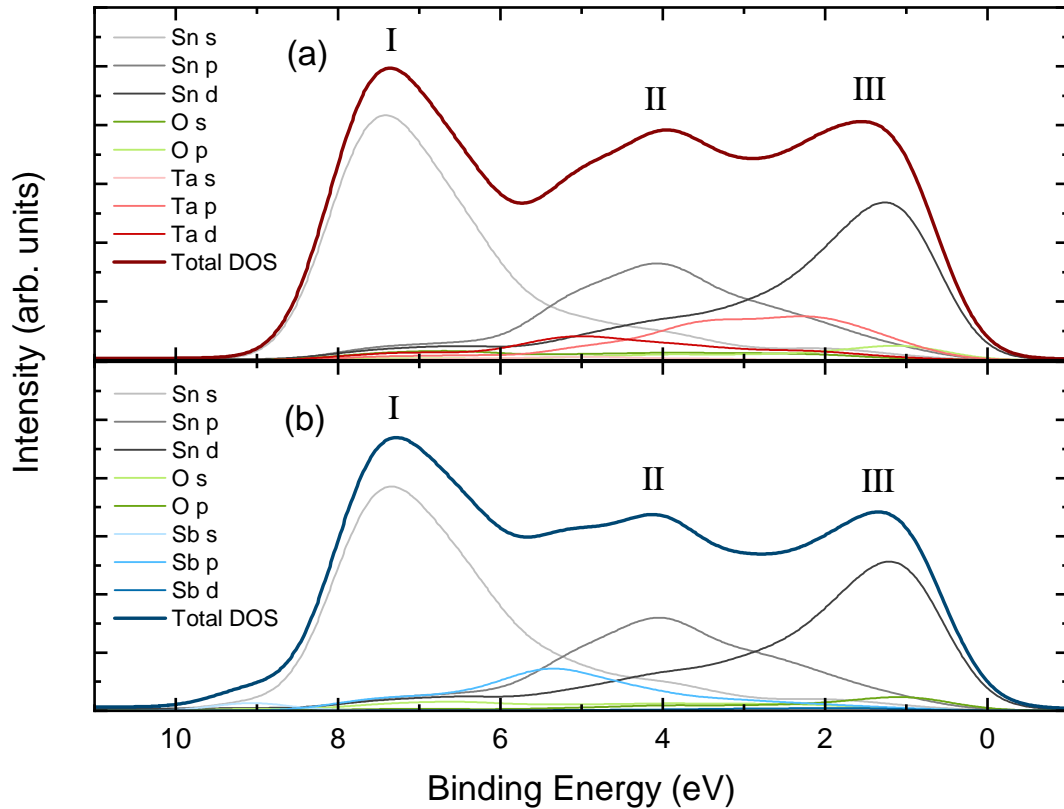 Intensity (arb. units)
(a)
Sn s
Sn p
Sn d
O s
O p
Ta s
Ta p
Ta d
Total DOS
I
II
III
(b)
Sn s
Sn p
Sn d
O s
O p
Sb s
Sb p
Sb d
Total DOS
I
II
III
10 8 6 4 2 0
Binding Energy (eV)